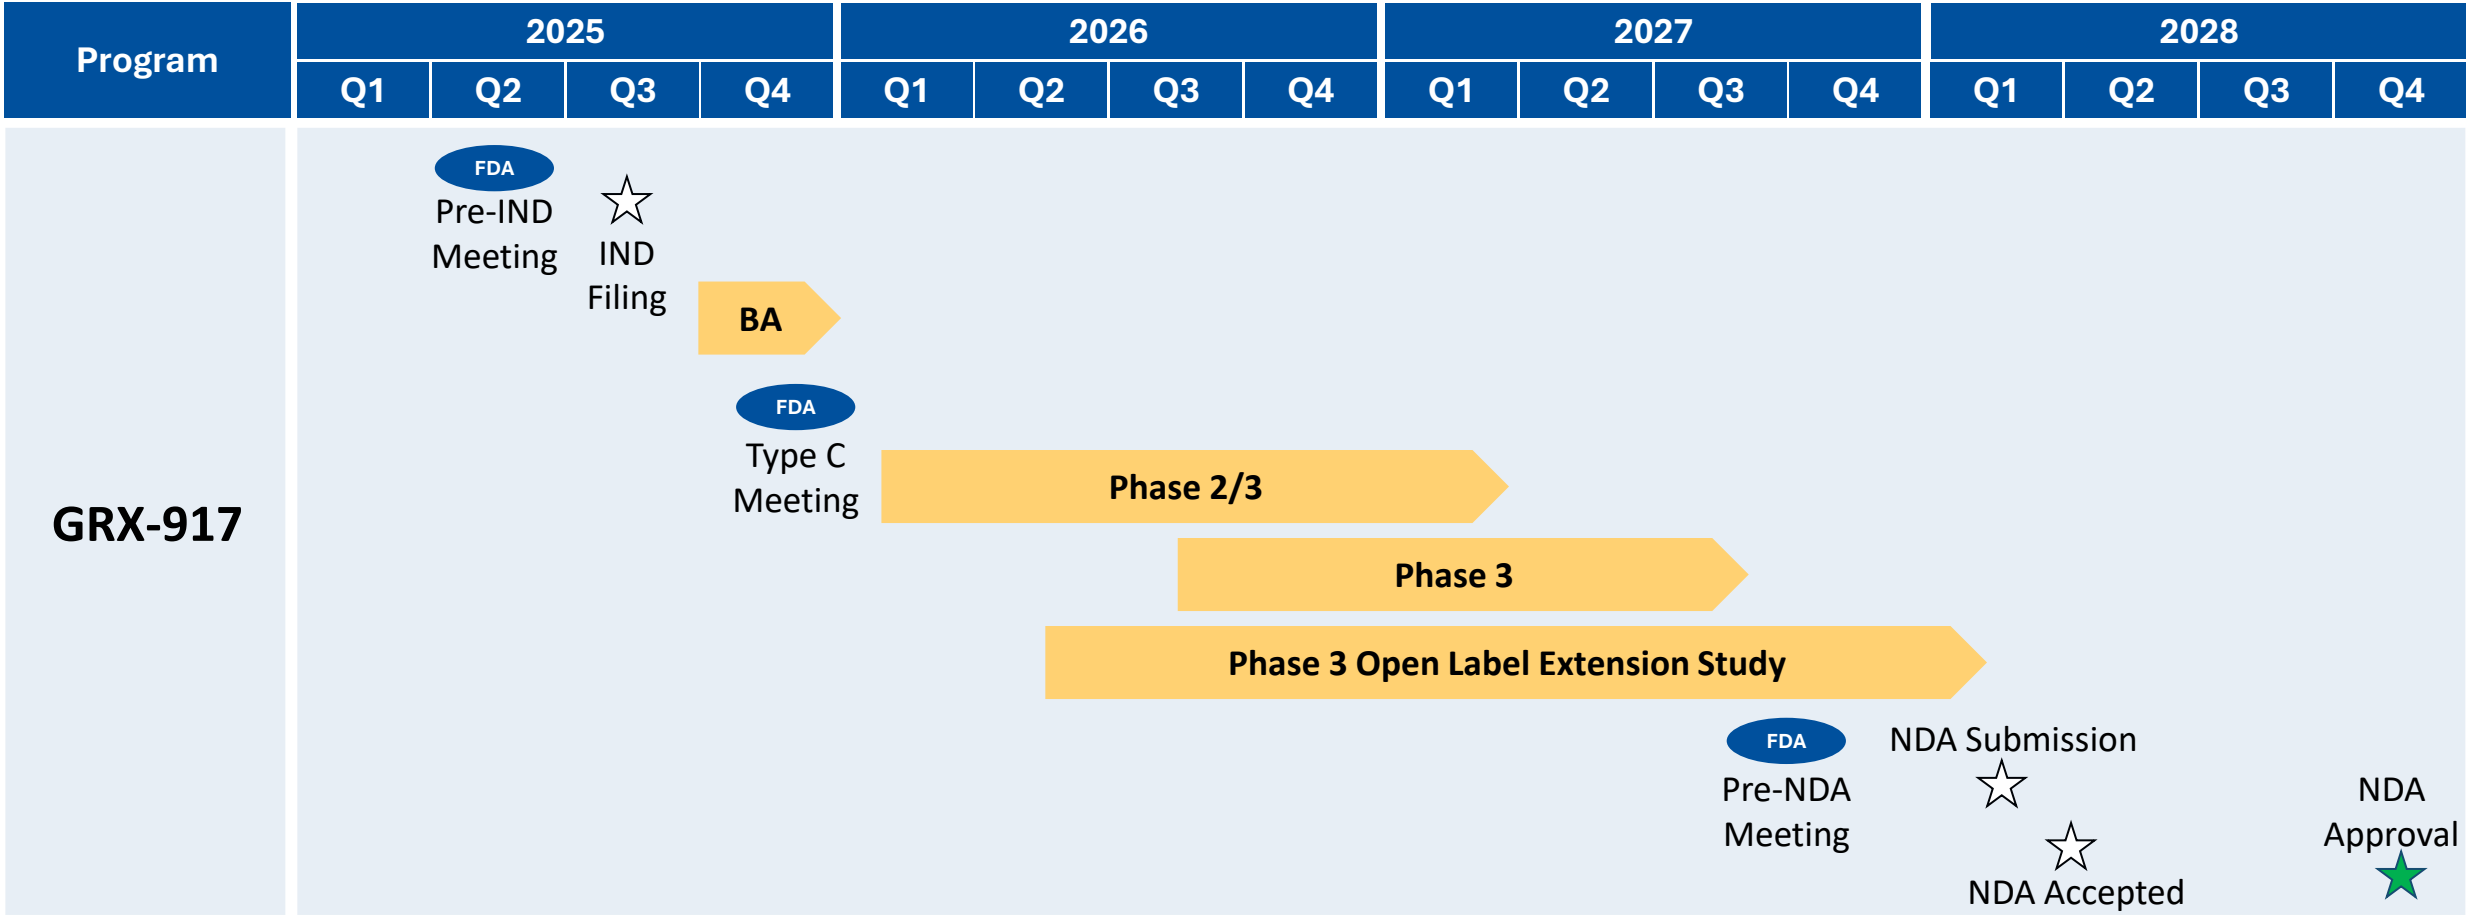 Program
2025
2026
2027
2028
Q1 Q2 Q3 Q4 Q1 Q2 Q3 Q4 Q1 Q2 Q3 Q4 Q1 Q2 Q3 Q4
GRX-917
FDA
Pre-IND
Meeting
IND
Filing
BA
FDA
Type C
Meeting
Phase 2/3
Phase 3
Phase 3 Open Label Extension Study
FDA
Pre-NDA
Meeting
NDA Submission
NDA Accepted
NDA
Approval